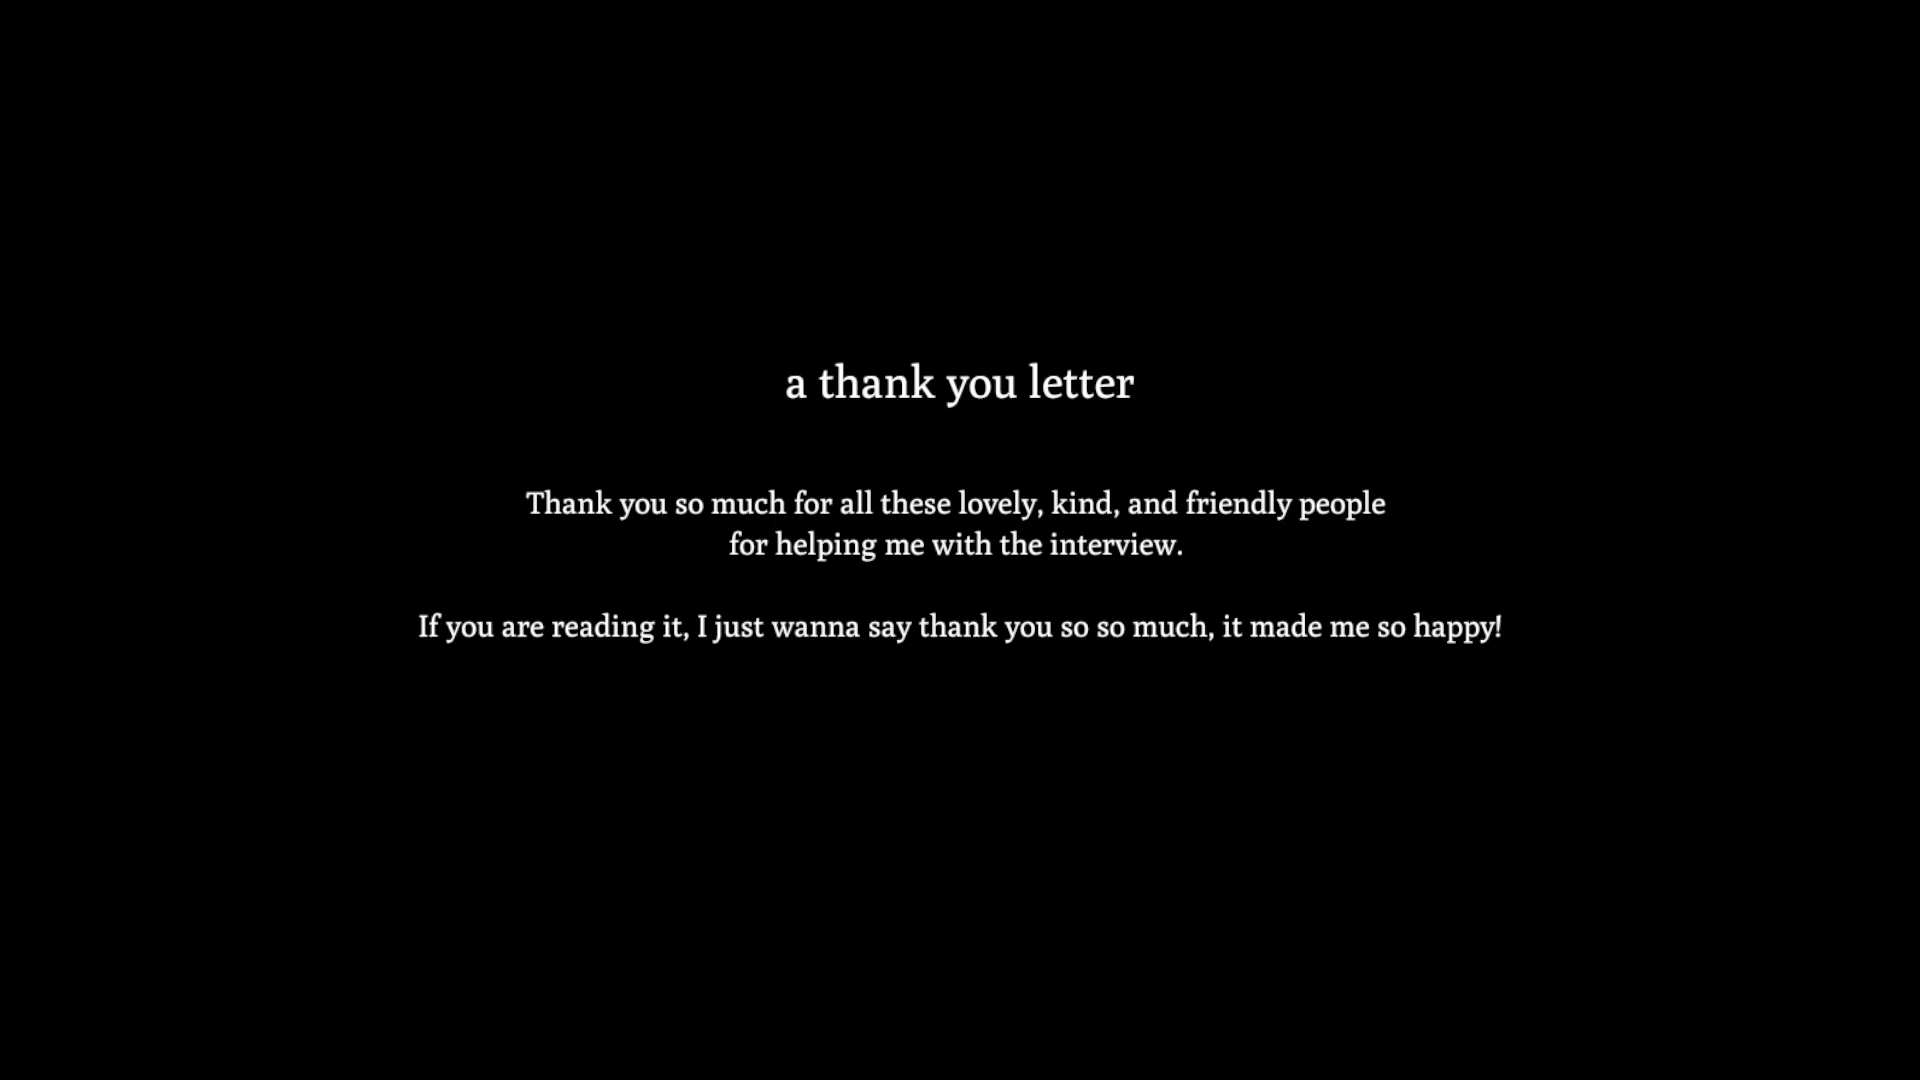 a thank you letter
Thank you so much for all these lovely, kind, and friendly people
for helping me with the interview.
If you are reading it, I just wanna say thank you so so much, it made me so happy!